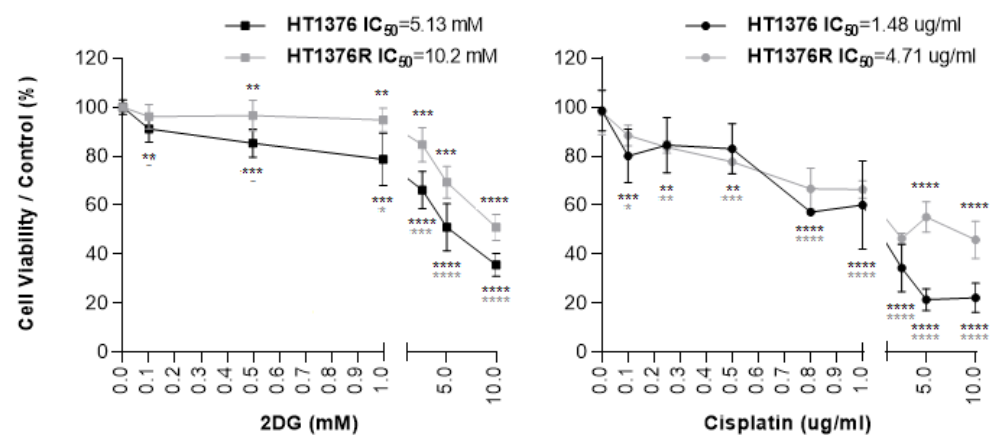 HT1376 IC50=5.13 mM
HT1376R IC50=10.2 mM
Cell Viability / Control (%)
120
100
80
60
40
20
0
** ** *** ***
** *** *** ****
- - * ***
**** ****
**** ****
0.0 0.1 0.2 0.3 0.4 0.5 0.6 0.7 0.8 0.9 1.0 5.0 10.0
2DG (mM)
HT1376 IC50=1.48 ug/ml
HT1376R IC50=4.71 ug/ml
120
100
80
60
40
20
0
**** ****
*** ** ** **** **** **** **** ****
* ** *** **** **** **** **** ****
0.0 0.1 0.2 0.3 0.4 0.5 0.6 0.7 0.8 0.9 1.0 5.0 10.0
Cisplatin (ug/ml)